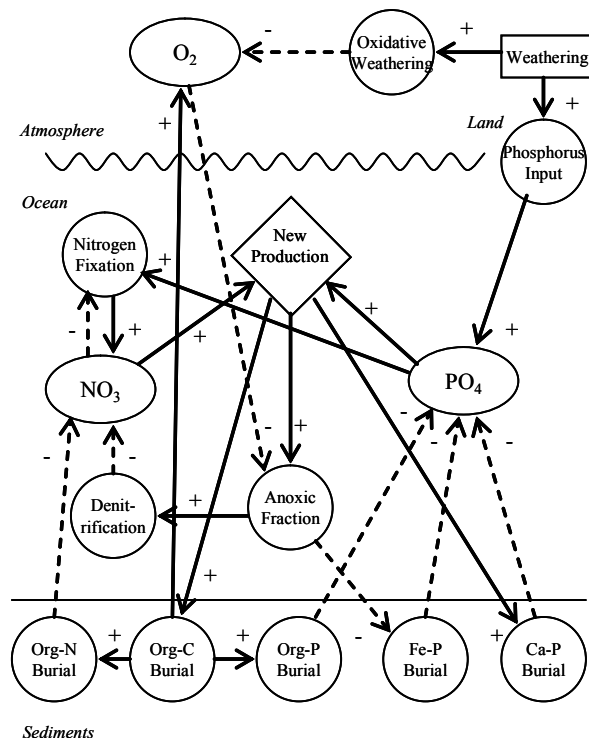 -
+
O2
Oxidative
Weathering
Weathering
+
+
Atmosphere
Land
Phosphorus
Input
Ocean
Nitrogen
Fixation
+
New
Production
+
-
+
+
+
NO3
PO4
-
-
-
-
-
-
+
Denit-
rification
+
Anoxic
Fraction
+
Org-N
Burial
+
Org-C
Burial
+
Org-P
Burial
-
Fe-P
Burial
+
Ca-P
Burial
Sediments